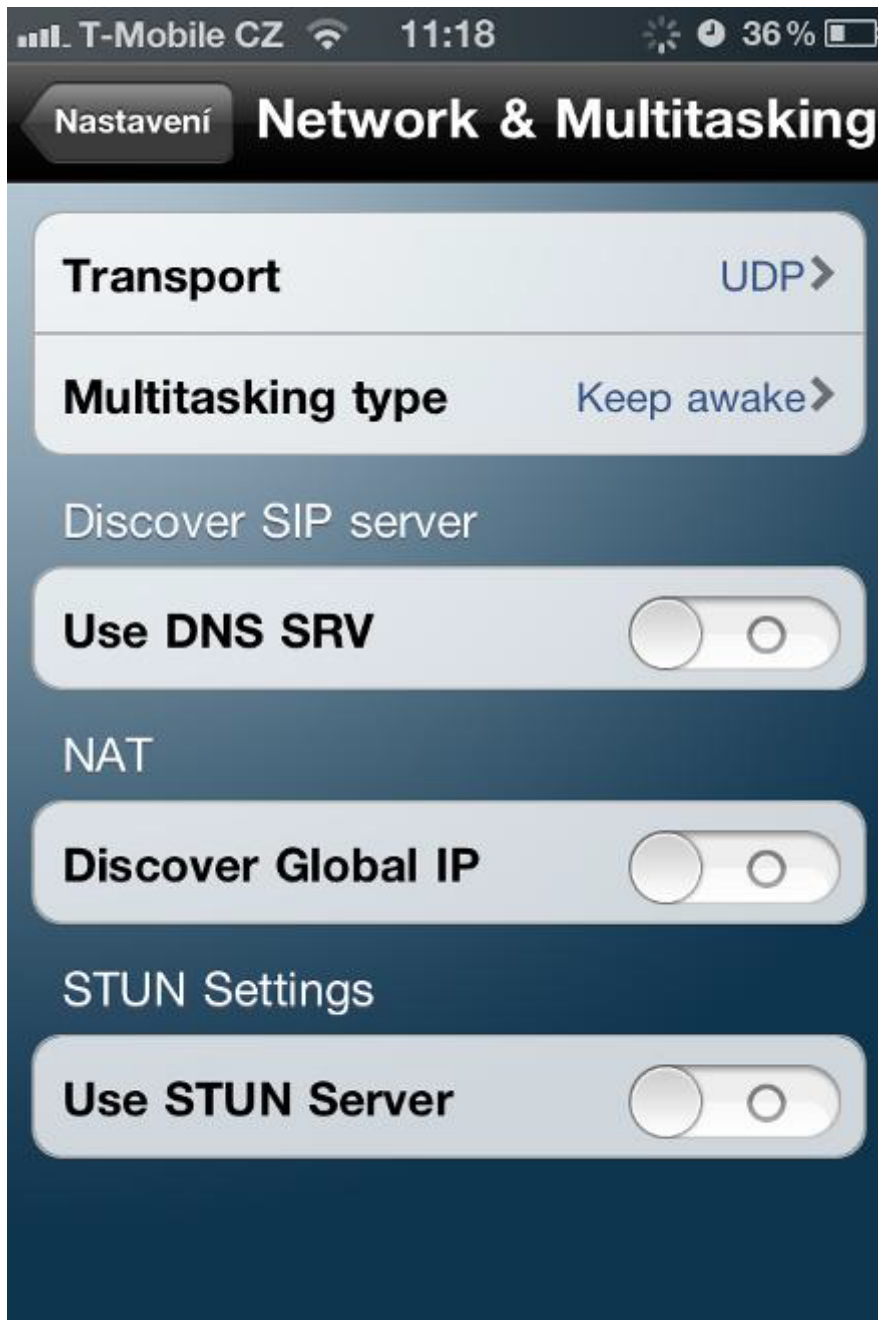 T-Mobile CZ 11:18 36%
Nastavení Network & Multitasking
Transport UDP
Multitasking type Keep awake
Discover SIP server
Use DNS SRV
NAT
Discover Global IP
STUN Settings
Use STUN Server